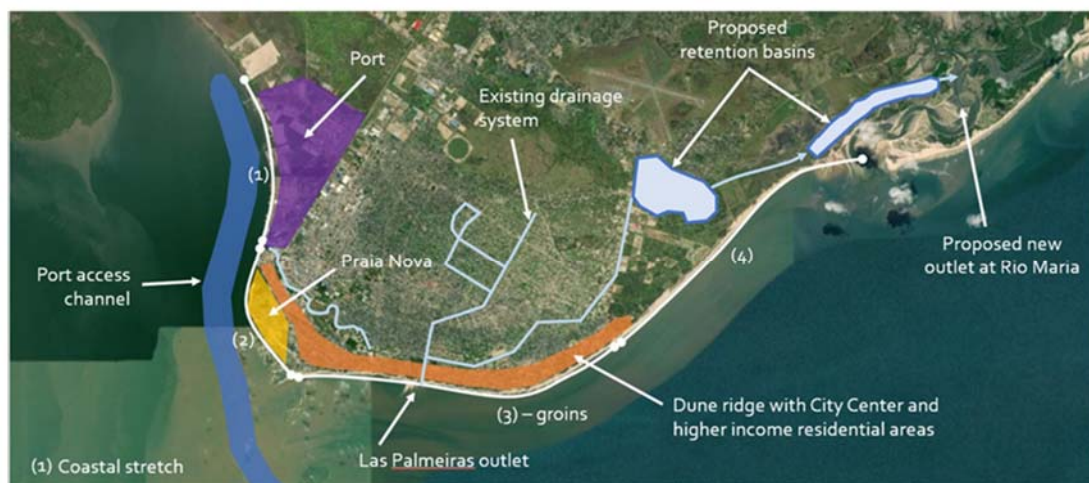 Proposed
retention basins
Port
Existing drainage
system
(1)
Port access
channel
Praia Nova
(2)
(4)
Proposed new
outlet at Rio Maria
(3) – groins
Dune ridge with City Center and
higher income residential areas
Las Palmeiras outlet
(1) Coastal stretch